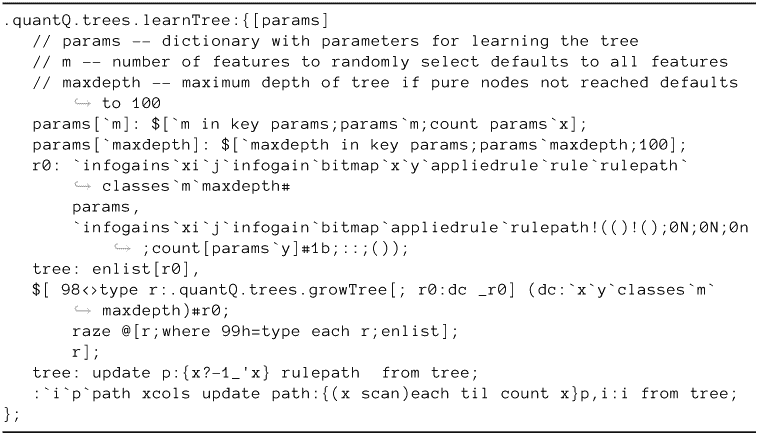 .quantQ.trees.learnTree:{[params]
// params -- dictionary with parameters for learning the tree
// m -- number of features to randomly select defaults to all features
// maxdepth -- maximum depth of tree if pure nodes not reached defaults
↪ to 100
params[`m]: $[`m in key params;params`m;count params`x];
params[`maxdepth]: $[`maxdepth in key params;params`maxdepth;100];
r0: `infogains`xi`j`infogain`bitmap`x`y`appliedrule`rule`rulepath`
↪ classes`m`maxdepth#
params,
`infogains`xi`j`infogain`bitmap`appliedrule`rulepath!(()!();0N;0N;0n
↪ ;count[params`y]#1b;::;());
tree: enlist[r0],
$[ 98<>type r:.quantQ.trees.growTree[; r0:dc _r0] (dc:`x`y`classes`m`
↪ maxdepth)#r0;
raze @[r;where 99h=type each r;enlist];
r];
tree: update p:{x?-1_'x} rulepath  from tree;
:`i`p`path xcols update path:{(x scan)each til count x}p,i:i from tree;
};